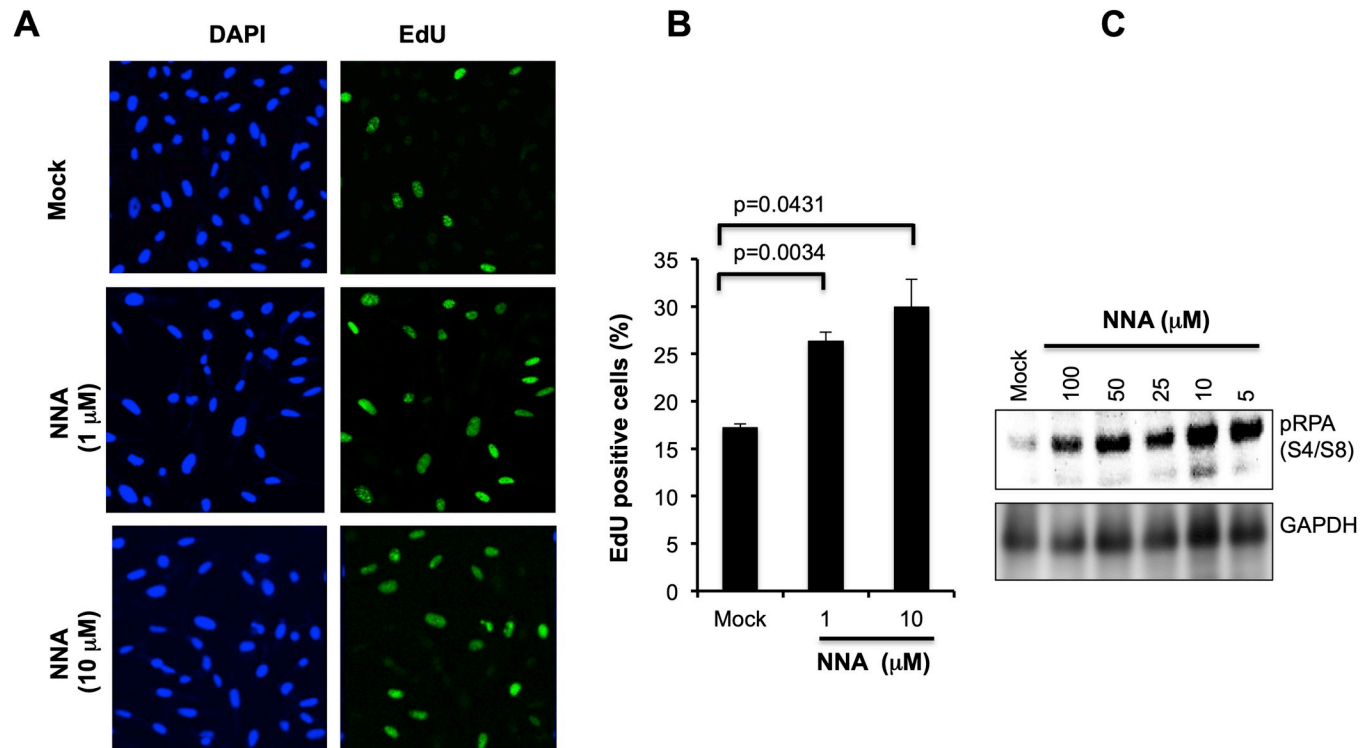 A
DAPI
EdU
Mock
NNA
(1 μM)
NNA
(10 μM)
B
p=0.0431
p=0.0034
35
30
25
20
15
10
5
0
EdU positive cells (%)
Mock
1
10
NNA (μM)
C
NNA (μM)
Mock
100
50
25
10
5
pRPA
(S4/S8)
GAPDH